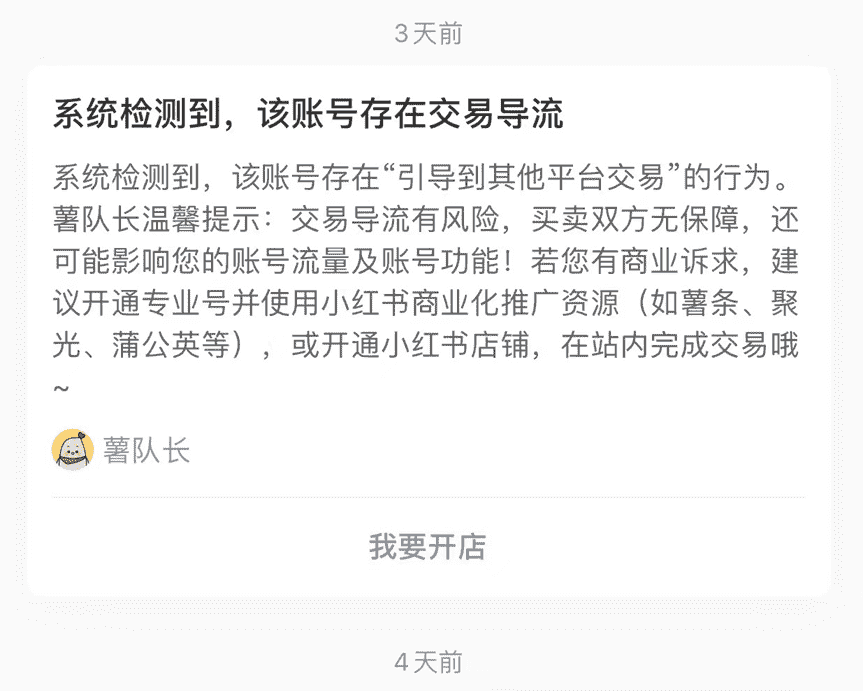 3天前
系统检测到，该账号存在交易导流
系统检测到，该账号存在“引导到其他平台交易”的行为。
薯队长温馨提示：交易导流有风险，买卖双方无保障，还
可能影响您的账号流量及账号功能！若您有商业诉求，建
议开通专业号并使用小红书商业化推广资源（如薯条、聚
光、蒲公英等），或开通小红书店铺，在站内完成交易哦
~
薯队长
我要开店
4天前